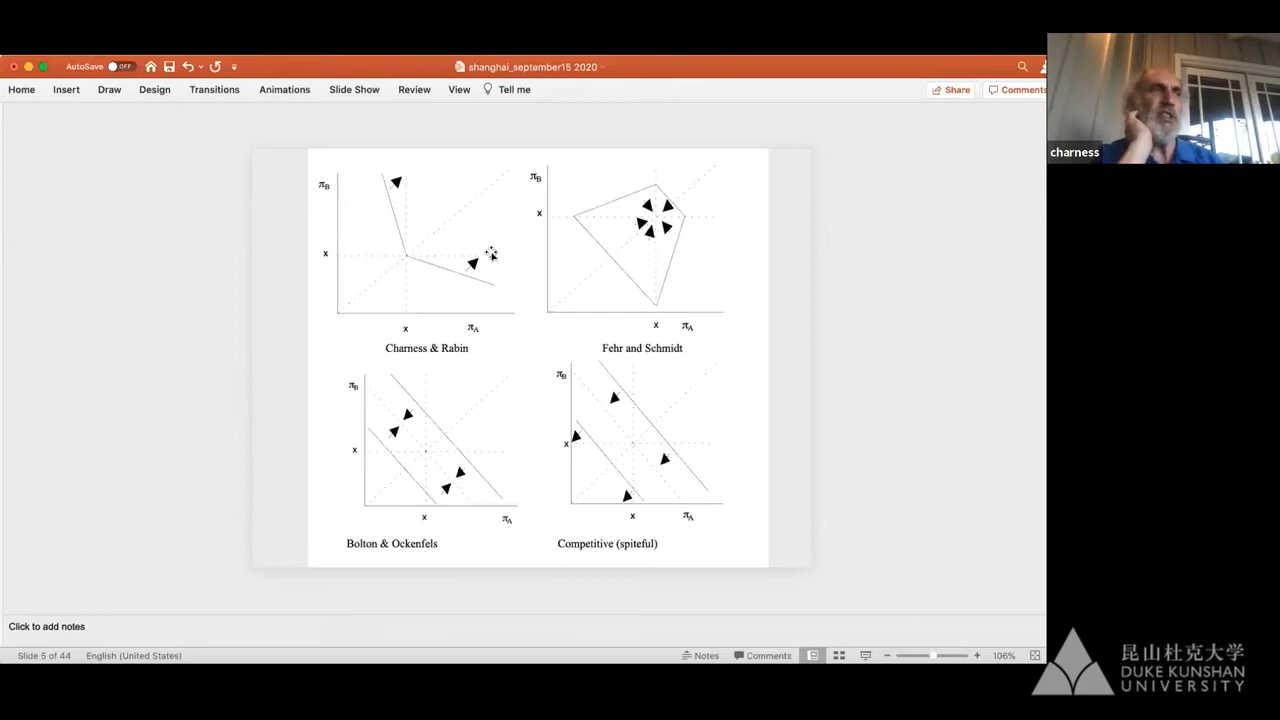 AutoSave OFF
shanghai_september15 2020
Home Insert Draw Design Transitions Animations Slide Show Review View Tell me
Share Comments
charness
πB
x
x πA
Charness & Rabin
πB
x
x πA
Fehr and Schmidt
πB
x
x πA
Bolton & Ockenfels
πB
x
x πA
Competitive (spiteful)
Click to add notes
Slide 5 of 44 English (United States) Notes Comments 106%
昆山杜克大学
DUKE KUNSHAN
UNIVERSITY